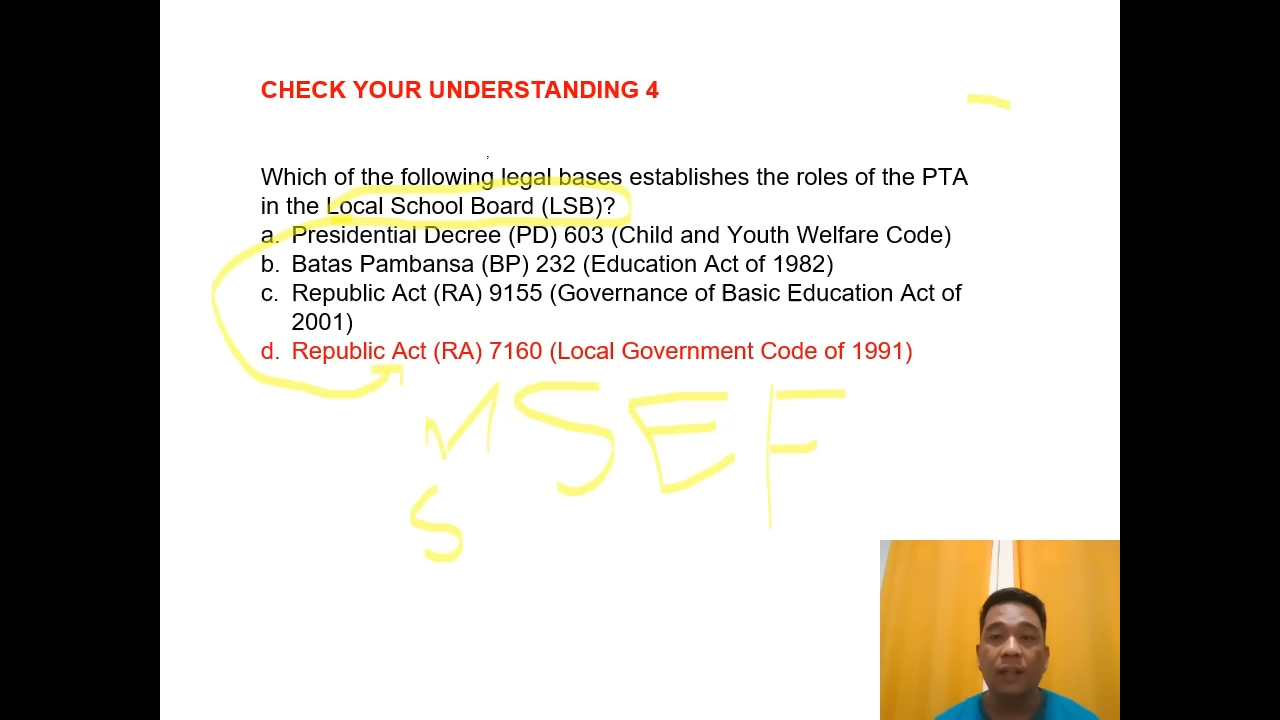 CHECK YOUR UNDERSTANDING 4
Which of the following legal bases establishes the roles of the PTA
in the Local School Board (LSB)?
a. Presidential Decree (PD) 603 (Child and Youth Welfare Code)
b. Batas Pambansa (BP) 232 (Education Act of 1982)
c. Republic Act (RA) 9155 (Governance of Basic Education Act of
2001)
d. Republic Act (RA) 7160 (Local Government Code of 1991)
MSEF
S